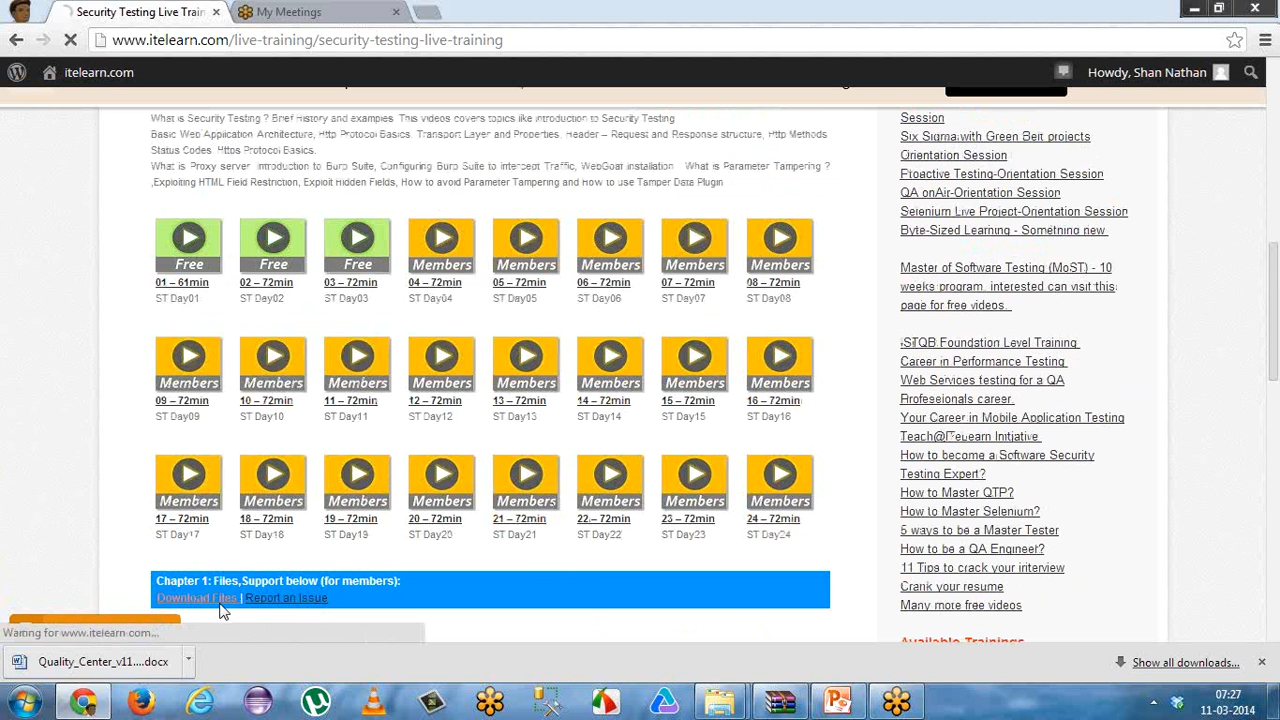 Security Testing Live Train
My Meetings
www.itelearn.com/live-training/security-testing-live-training
itelearn.com
Howdy, Shan Nathan
What is Security Testing ? Brief History and examples. This videos covers topics like introduction to Security Testing
Basic Web Application Architecture, Http Protocol Basics. Transport Layer and Properties. Header – Request and Response structure, Http Methods
Status Codes. Https Protocol Basics.
What is Proxy server Introduction to Burp Suite, Configuring Burp Suite to intercept Traffic, WebGoat installation What is Parameter Tampering ?
,Exploiting HTML Field Restriction, Exploit Hidden Fields, How to avoid Parameter Tampering and How to use Tamper Data Plugin
Free Free Free Members Members Members Members Members
01 – 61min 02 – 72min 03 – 72min 04 – 72min 05 – 72min 06 – 72min 07 – 72min 08 – 72min
ST Day01 ST Day02 ST Day03 ST Day04 ST Day05 ST Day06 ST Day07 ST Day08
Members Members Members Members Members Members Members Members
09 – 72min 10 – 72min 11 – 72min 12 – 72min 13 – 72min 14 – 72min 15 – 72min 16 – 72min
ST Day09 ST Day10 ST Day11 ST Day12 ST Day13 ST Day14 ST Day15 ST Day16
Members Members Members Members Members Members Members Members
17 – 72min 18 – 72min 19 – 72min 20 – 72min 21 – 72min 22 – 72min 23 – 72min 24 – 72min
ST Day17 ST Day18 ST Day19 ST Day20 ST Day21 ST Day22 ST Day23 ST Day24
Chapter 1: Files,Support below (for members):
Download Files | Report an Issue
Session
Six Sigma with Green Belt projects
Orientation Session
Proactive Testing-Orientation Session
QA onAir-Orientation Session
Selenium Live Project-Orientation Session
Byte-Sized Learning - Something new
Master of Software Testing (MoST) - 10
weeks program, interested can visit this
page for free videos.
ISTQB Foundation Level Training
Career in Performance Testing
Web Services testing for a QA
Professionals career
Your Career in Mobile Application Testing
Teach@ITeLearn Initiative
How to become a Software Security
Testing Expert?
How to Master QTP?
How to Master Selenium?
5 ways to be a Master Tester
How to be a QA Engineer?
11 Tips to crack your interview
Crank your resume
Many more free videos
Available Trainings
Waiting for www.itelearn.com...
Quality_Center_v11....docx
Show all downloads...
07:27
11-03-2014